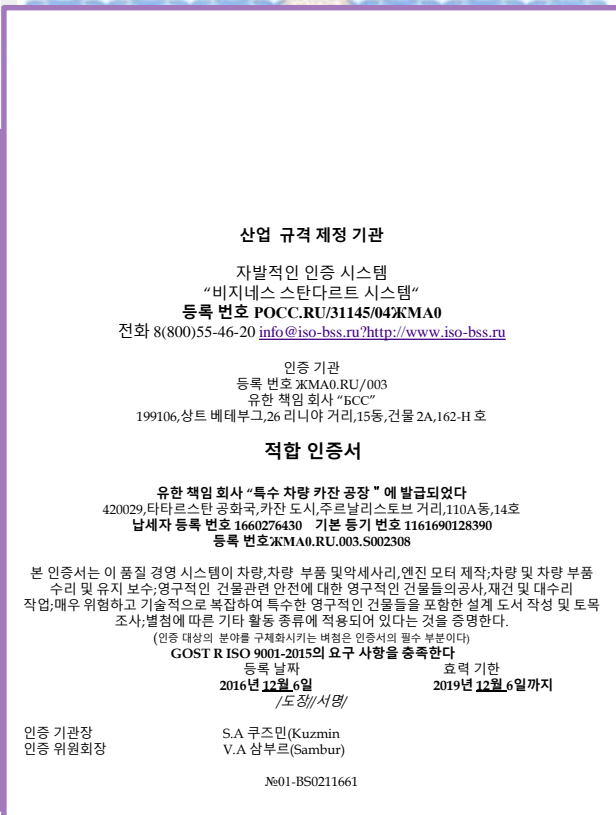 산업 규격 제정 기관
자발적인 인증 시스템
“비지네스 스탄다르트 시스템“
등록 번호 РОСС.RU/31145/04ЖМА0
전화 8(800)55-46-20 info@iso-bss.ru?http://www.iso-bss.ru
인증 기관
등록 번호 ЖМА0.RU/003
유한 책임 회사 “БСС”
199106,상트 베테부그,26 리니야 거리,15동,건물 2A,162-H 호
적합 인증서
유한 책임 회사 “특수 차량 카잔 공장 " 에 발급되었다
420029,타타르스탄 공화국,카잔 도시,주르날리스토브 거리,110A동,14호
납세자 등록 번호 1660276430 기본 등기 번호 1161690128390
등록 번호ЖМА0.RU.003.S002308
본 인증서는 이 품질 경영 시스템이 차량,차량 부품 및악세사리,엔진 모터 제작;차량 및 차량 부품
수리 및 유지 보수;영구적인 건물관련 안전에 대한 영구적인 건물들의공사,재건 및 대수리
작업;매우 위험하고 기술적으로 복잡하여 특수한 영구적인 건물들을 포함한 설계 도서 작성 및 토목
조사;별첨에 따른 기타 활동 종류에 적용되어 있다는 것을 증명한다.
(인증 대상의 분야를 구체화시키는 벼첨은 인증서의 필수 부분이다)
GOST R ISO 9001-2015의 요구 사항을 충족한다
등록 날짜 효력 기한
2016년 12월 6일 2019년 12월 6일까지
/도장//서명/
인증 기관장 S.A 쿠즈민(Kuzmin
인증 위원회장 V.A 삼부르(Sambur)
№01-BS0211661